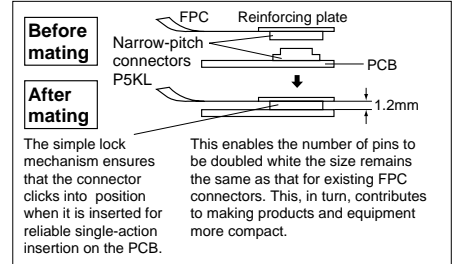 Before
mating
FPC
Reinforcing plate
Narrow-pitch
connectors
P5KL
PCB
After
mating
1.2mm
The simple lock
mechanism ensures
that the connector
clicks into position
when it is inserted for
reliable single-action
insertion on the PCB.
This enables the number of pins to
be doubled white the size remains
the same as that for existing FPC
connectors. This, in turn, contributes
to making products and equipment
more compact.